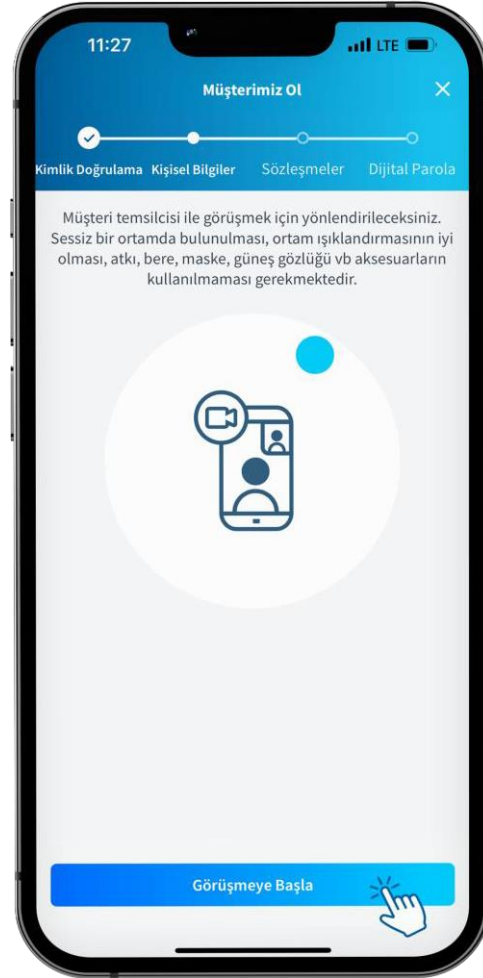 11:27
LTE
Müşterimiz Ol
Kimlik Doğrulama Kişisel Bilgiler Sözleşmeler Dijital Parola
Müşteri temsilcisi ile görüşmek için yönlendirileceksiniz.
Sessiz bir ortamda bulunulması, ortam ışıklandırmasının iyi
olması, atkı, bere, maske, güneş gözlüğü vb aksesuarların
kullanılmaması gerekmektedir.
Görüşmeye Başla